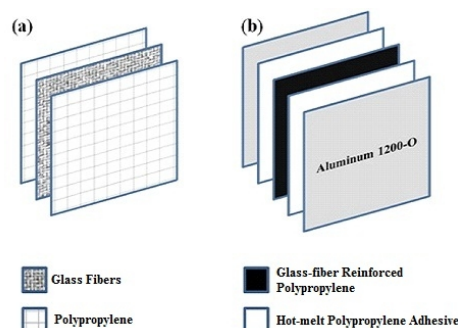 (a)
(b)
Aluminum 1200-O
Glass Fibers
Polypropylene
Glass-fiber Reinforced
Polypropylene
Hot-melt Polypropylene Adhesive